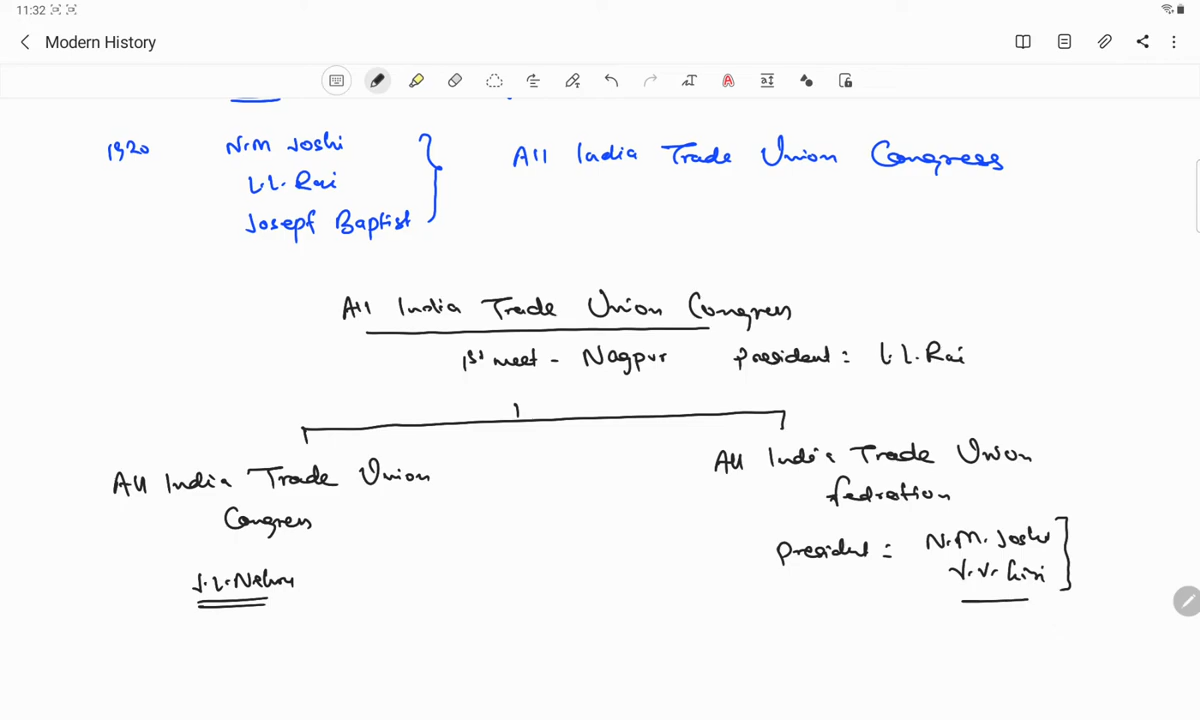 11:32
Modern History
1920 N.M Joshi
L.L. Rai
Josepf Baptist
All India Trade Union Congress
All India Trade Union Congress
1st meet - Nagpur President : L.L. Rai
All India Trade Union
Congress
J.L. Nehru
All India Trade Union
fedration
President : N.M. Joshi
V.V. Giri